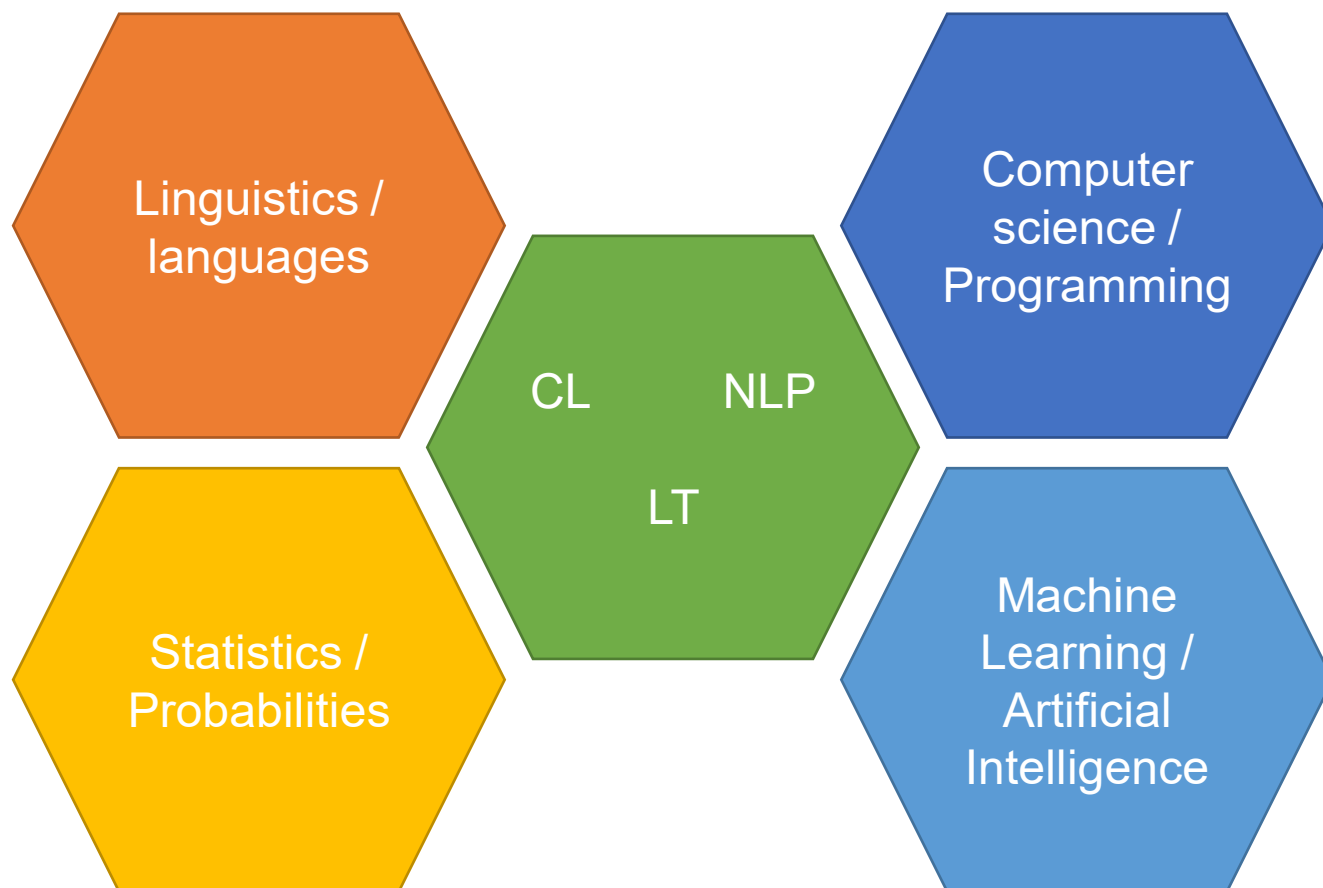 Linguistics /
languages
Computer
science /
Programming
CL NLP
LT
Statistics /
Probabilities
Machine
Learning /
Artificial
Intelligence